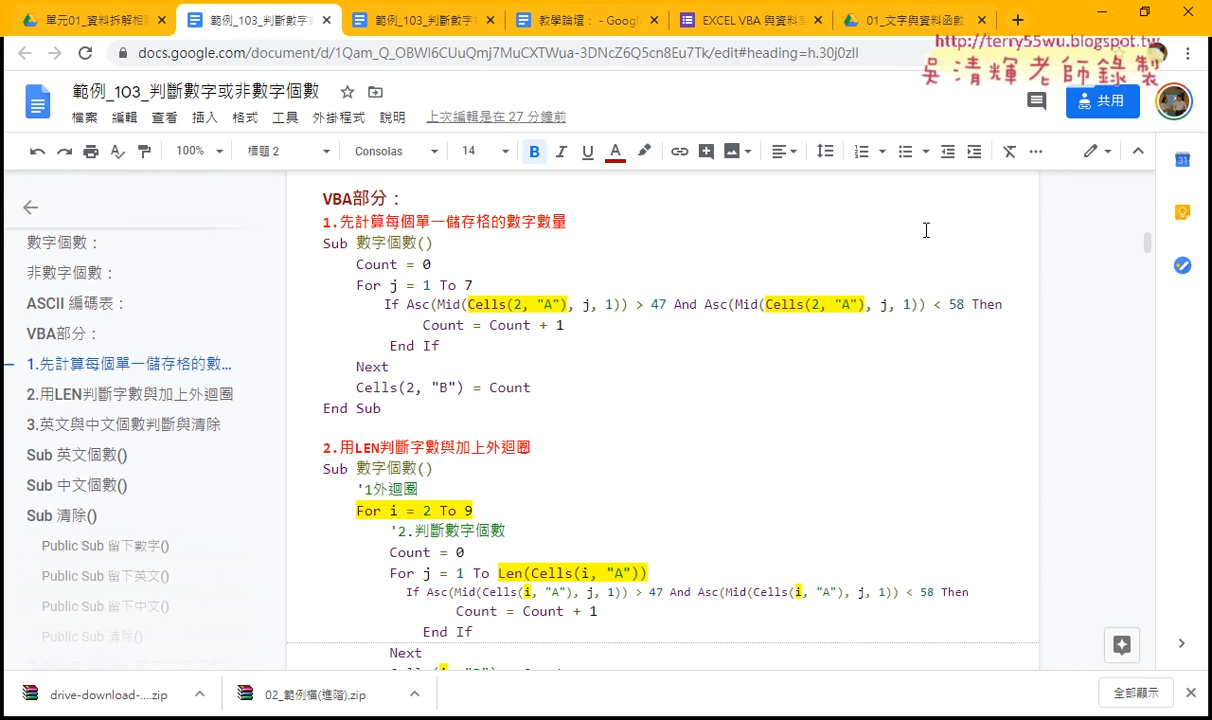 單元01_資料拆解相
範例_103_判斷數字
範例_103_判斷數字
教學論壇： - Googl
EXCEL VBA 與資料
01_文字與資料函數
docs.google.com/document/d/1Qam_Q_OBWl6CUuQmj7MuCXTWua-3DNcZ6Q5cn8Eu7Tk/edit#heading=h.30j0zll
http://terry55wu.blogspot.tw
吳清輝老師錄製
範例_103_判斷數字或非數字個數
共用
檔案 編輯 查看 插入 格式 工具 外掛程式 說明 上次編輯是在 27 分鐘前
100% 標題 2 Consolas 14 B I U A
31
數字個數：
非數字個數：
ASCII 編碼表：
VBA部分：
1.先計算每個單一儲存格的數...
2.用LEN判斷字數與加上外迴圈
3.英文與中文個數判斷與清除
Sub 英文個數()
Sub 中文個數()
Sub 清除()
Public Sub 留下數字()
Public Sub 留下英文()
Public Sub 留下中文()
Public Sub 清除()
VBA部分：
1.先計算每個單一儲存格的數字數量
Sub 數字個數()
Count = 0
For j = 1 To 7
If Asc(Mid(Cells(2, "A"), j, 1)) > 47 And Asc(Mid(Cells(2, "A"), j, 1)) < 58 Then
Count = Count + 1
End If
Next
Cells(2, "B") = Count
End Sub
2.用LEN判斷字數與加上外迴圈
Sub 數字個數()
'1外迴圈
For i = 2 To 9
'2.判斷數字個數
Count = 0
For j = 1 To Len(Cells(i, "A"))
If Asc(Mid(Cells(i, "A"), j, 1)) > 47 And Asc(Mid(Cells(i, "A"), j, 1)) < 58 Then
Count = Count + 1
End If
Next
drive-download-....zip
02_範例檔(進階).zip
全部顯示